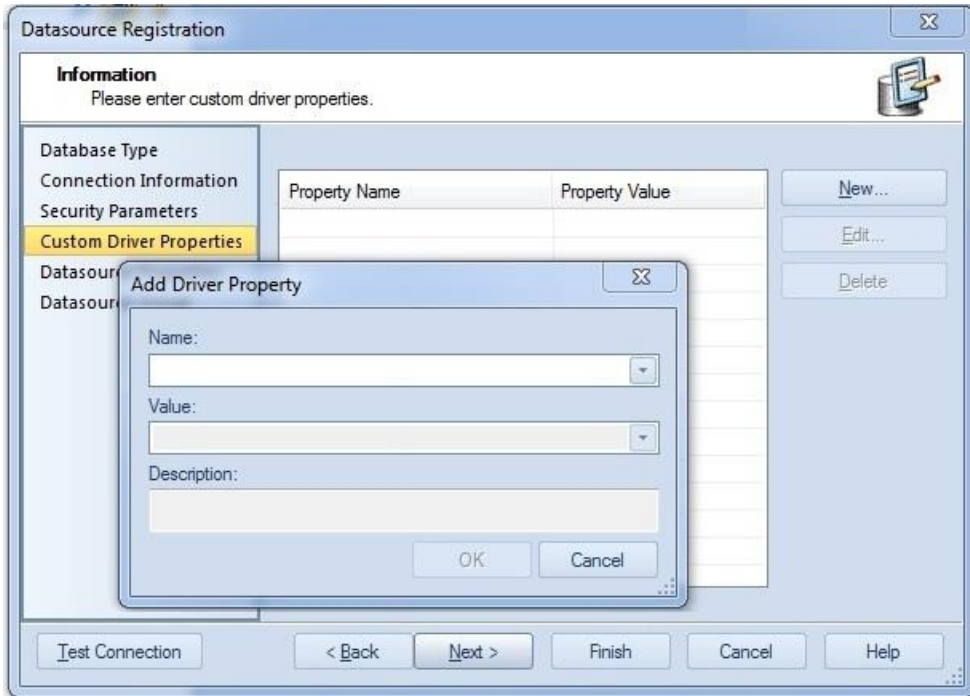 Datasource Registration
Information
Please enter custom driver properties.
Database Type
Connection Information
Security Parameters
Custom Driver Properties
Datasour
Datasour
Property Name Property Value
New...
Edit...
Delete
Add Driver Property
Name:
Value:
Description:
OK Cancel
Test Connection < Back Next > Finish Cancel Help